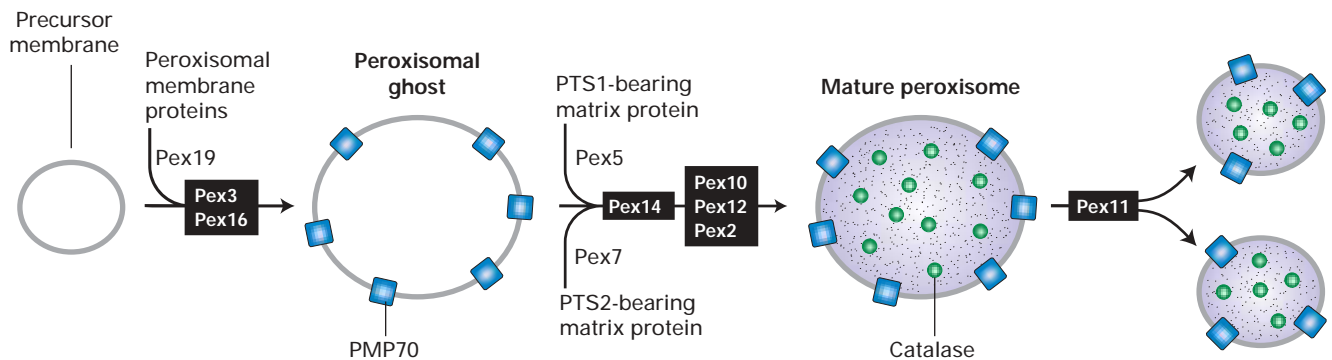 Precursor
membrane
Peroxisomal
membrane
proteins
Pex19
Pex3
Pex16
Peroxisomal
ghost
PMP70
PTS1-bearing
matrix protein
Pex5
Pex14
Pex7
PTS2-bearing
matrix protein
Pex10
Pex12
Pex2
Mature peroxisome
Catalase
Pex11